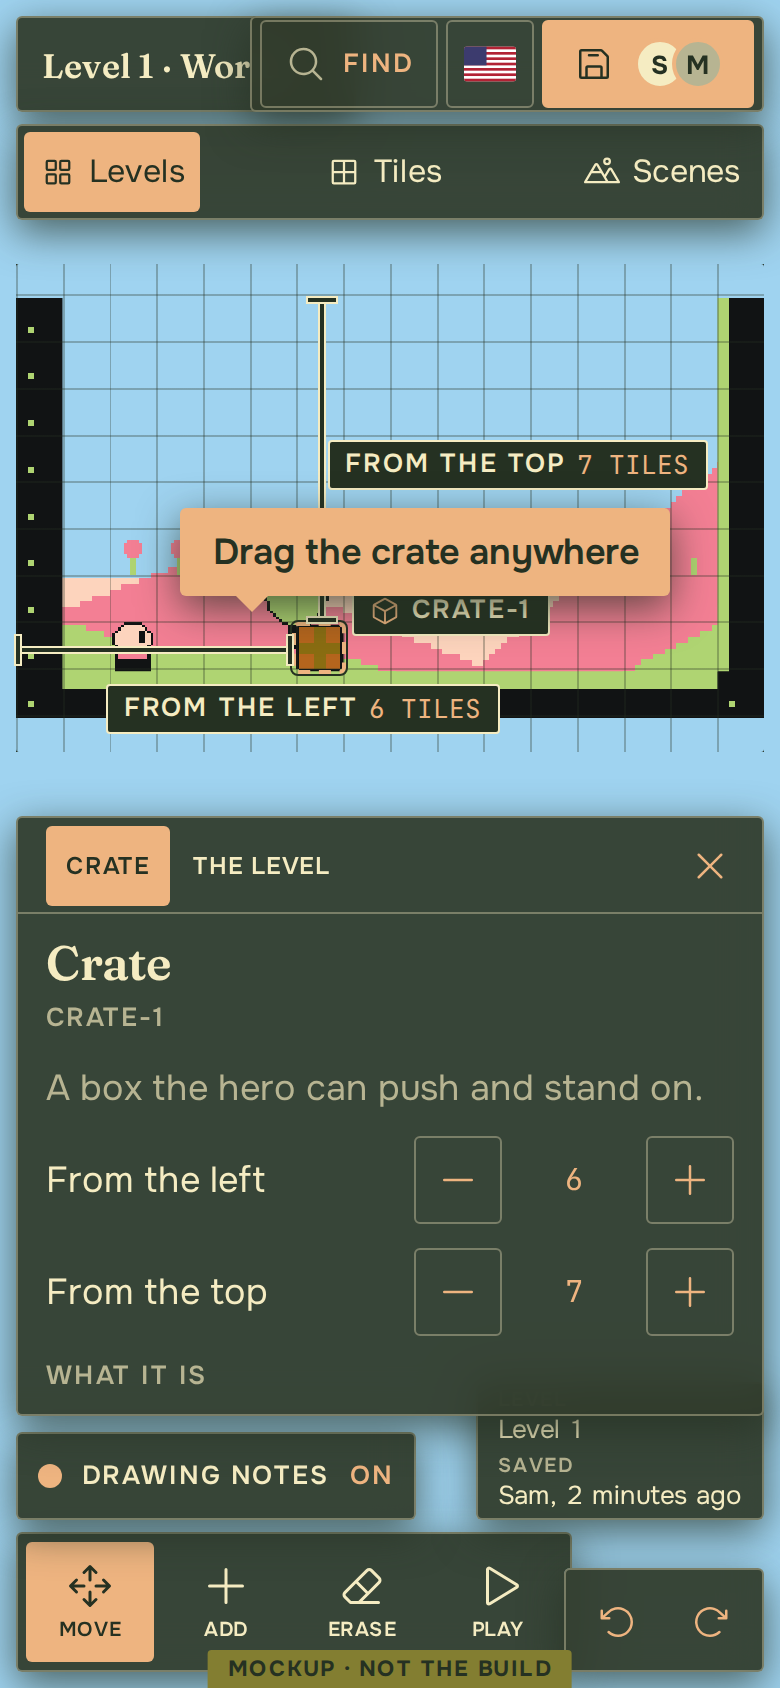 Level 1 · Wor
FIND
S M
Levels
Tiles
Scenes
FROM THE TOP 7 TILES
Drag the crate anywhere
CRATE-1
FROM THE LEFT 6 TILES
CRATE
THE LEVEL
Crate
CRATE-1
A box the hero can push and stand on.
From the left
6
From the top
7
WHAT IT IS
Level 1
SAVED
Sam, 2 minutes ago
DRAWING NOTES ON
MOVE
ADD
ERASE
PLAY
MOCKUP · NOT THE BUILD